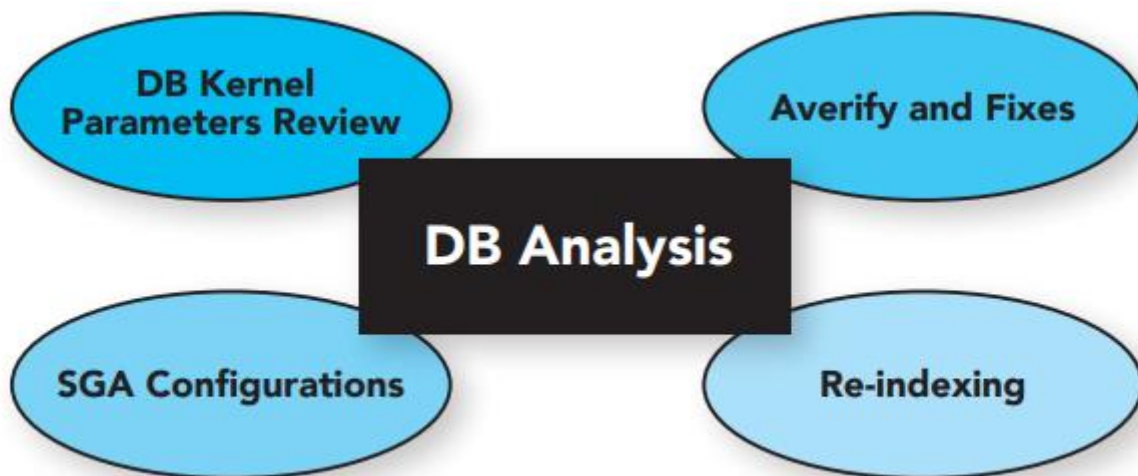 DB Kernel
Parameters Review
Averify and Fixes
DB Analysis
SGA Configurations
Re-indexing